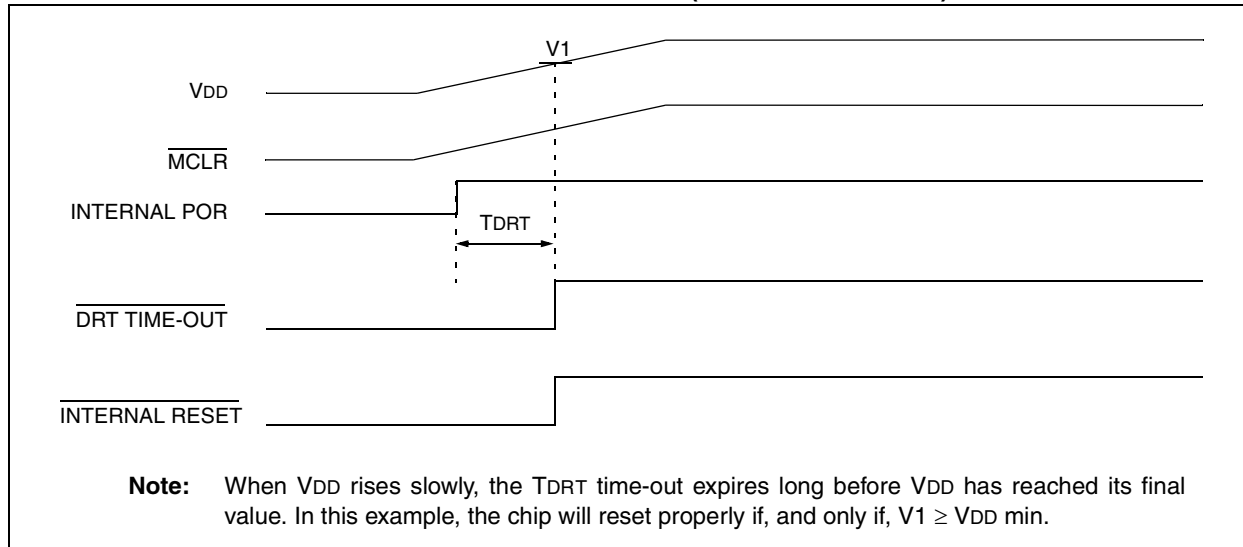 V1
VDD
MCLR
INTERNAL POR
TDRT
DRT TIME-OUT
INTERNAL RESET
Note: When VDD rises slowly, the TDRT time-out expires long before VDD has reached its final
value. In this example, the chip will reset properly if, and only if, V1 ≥ VDD min.